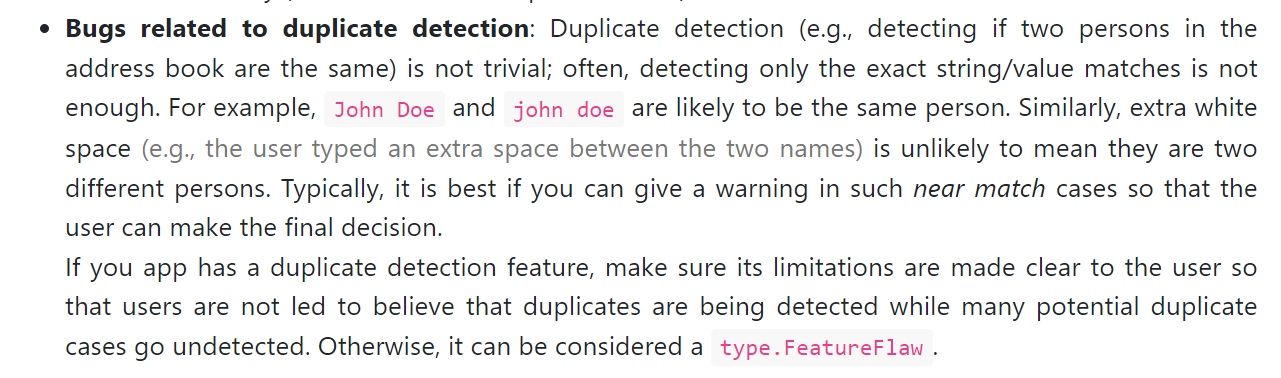 • Bugs related to duplicate detection: Duplicate detection (e.g., detecting if two persons in the
address book are the same) is not trivial; often, detecting only the exact string/value matches is not
enough. For example, John Doe and john doe are likely to be the same person. Similarly, extra white
space (e.g., the user typed an extra space between the two names) is unlikely to mean they are two
different persons. Typically, it is best if you can give a warning in such near match cases so that the
user can make the final decision.
If you app has a duplicate detection feature, make sure its limitations are made clear to the user so
that users are not led to believe that duplicates are being detected while many potential duplicate
cases go undetected. Otherwise, it can be considered a type.FeatureFlaw.